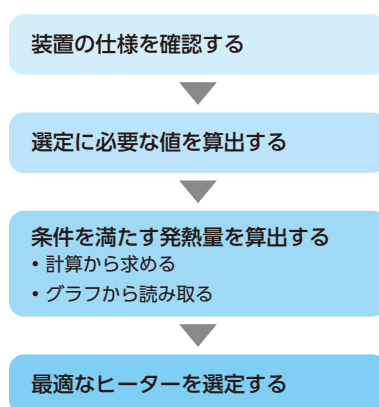 装置の仕様を確認する
選定に必要な値を算出する
条件を満たす発熱量を算出する
• 計算から求める
• グラフから読み取る
最適なヒーターを選定する